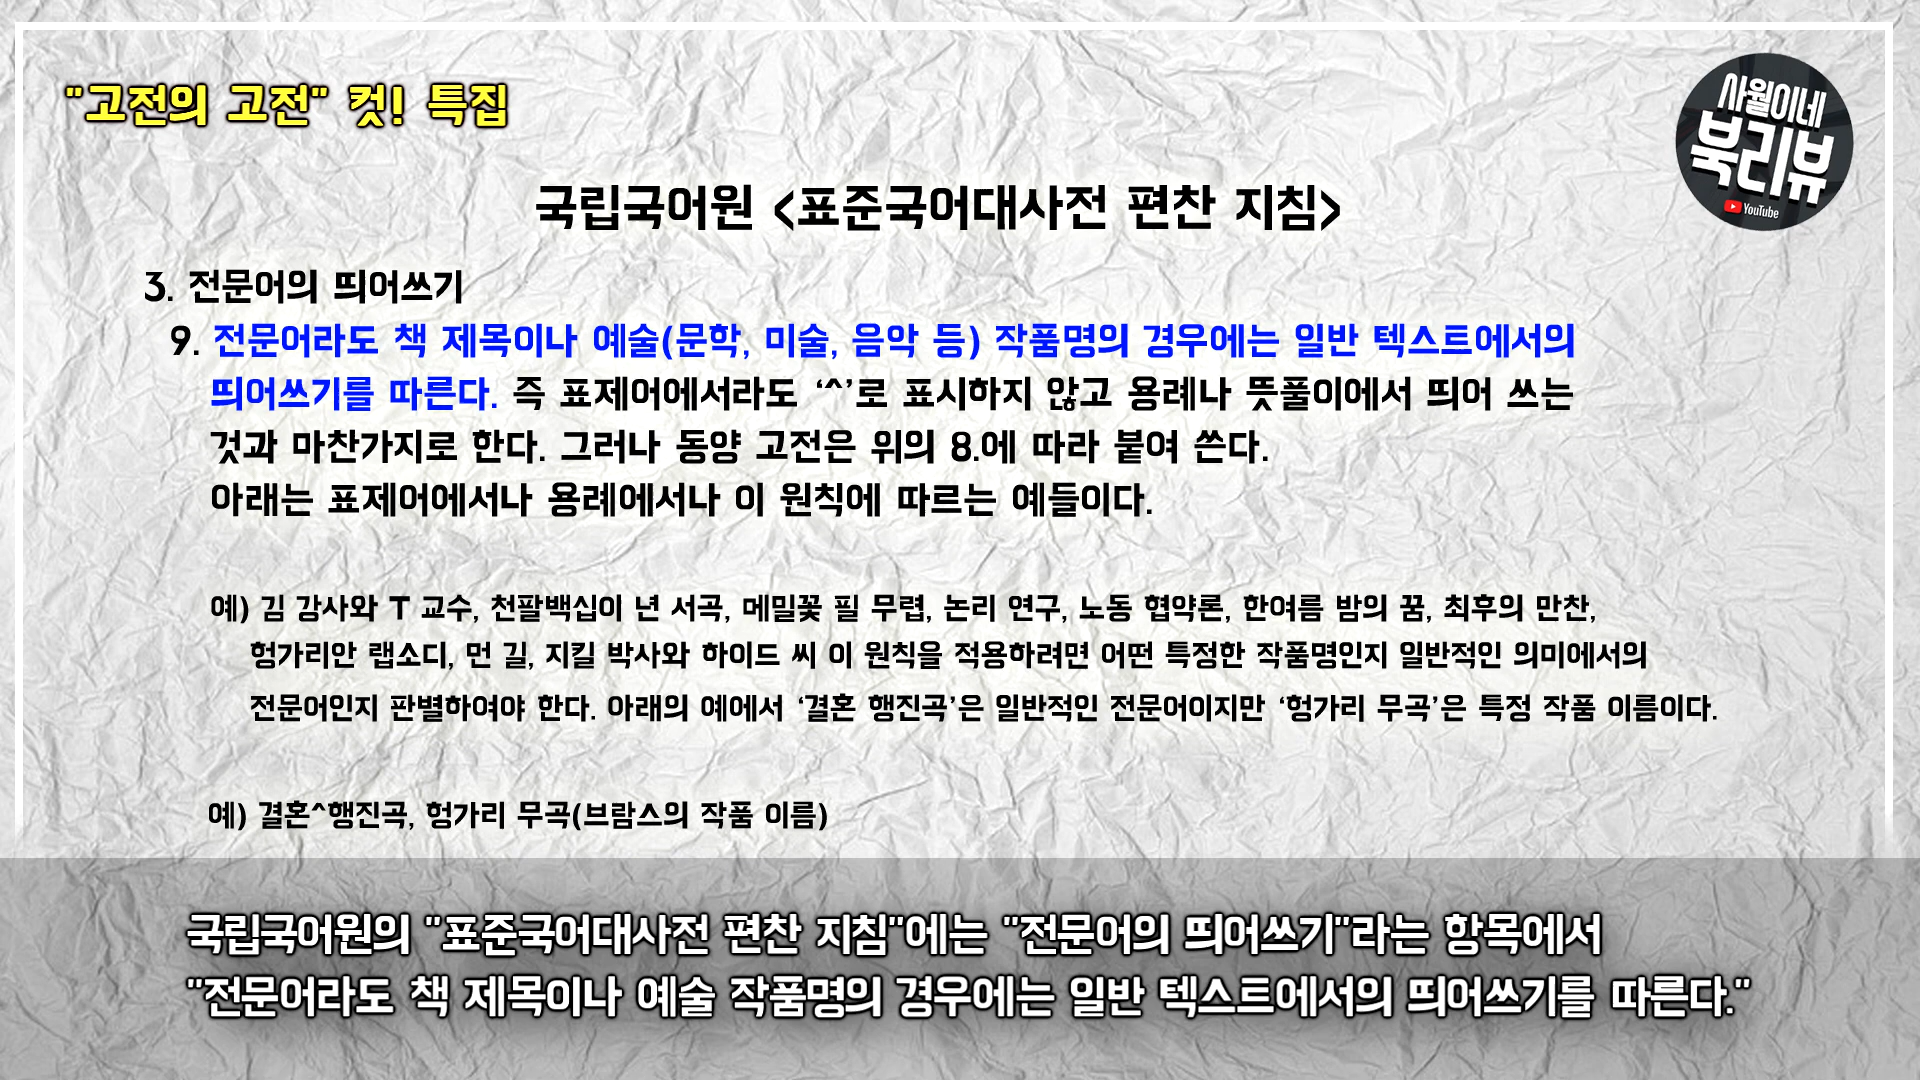 "고전의 고전" 컷! 특집
사월이네
북리뷰
YouTube
국립국어원 <표준국어대사전 편찬 지침>
3. 전문어의 띄어쓰기
9. 전문어라도 책 제목이나 예술(문학, 미술, 음악 등) 작품명의 경우에는 일반 텍스트에서의
띄어쓰기를 따른다. 즉 표제어에서라도 ‘^’로 표시하지 않고 용례나 뜻풀이에서 띄어 쓰는
것과 마찬가지로 한다. 그러나 동양 고전은 위의 8.에 따라 붙여 쓴다.
아래는 표제어에서나 용례에서나 이 원칙에 따르는 예들이다.
예) 김 강사와 T 교수, 천팔백십이 년 서곡, 메밀꽃 필 무렵, 논리 연구, 노동 협약론, 한여름 밤의 꿈, 최후의 만찬,
헝가리안 랩소디, 먼 길, 지킬 박사와 하이드 씨 이 원칙을 적용하려면 어떤 특정한 작품명인지 일반적인 의미에서의
전문어인지 판별하여야 한다. 아래의 예에서 ‘결혼 행진곡’은 일반적인 전문어이지만 ‘헝가리 무곡’은 특정 작품 이름이다.
예) 결혼^행진곡, 헝가리 무곡(브람스의 작품 이름)
국립국어원의 "표준국어대사전 편찬 지침"에는 "전문어의 띄어쓰기"라는 항목에서
"전문어라도 책 제목이나 예술 작품명의 경우에는 일반 텍스트에서의 띄어쓰기를 따른다."